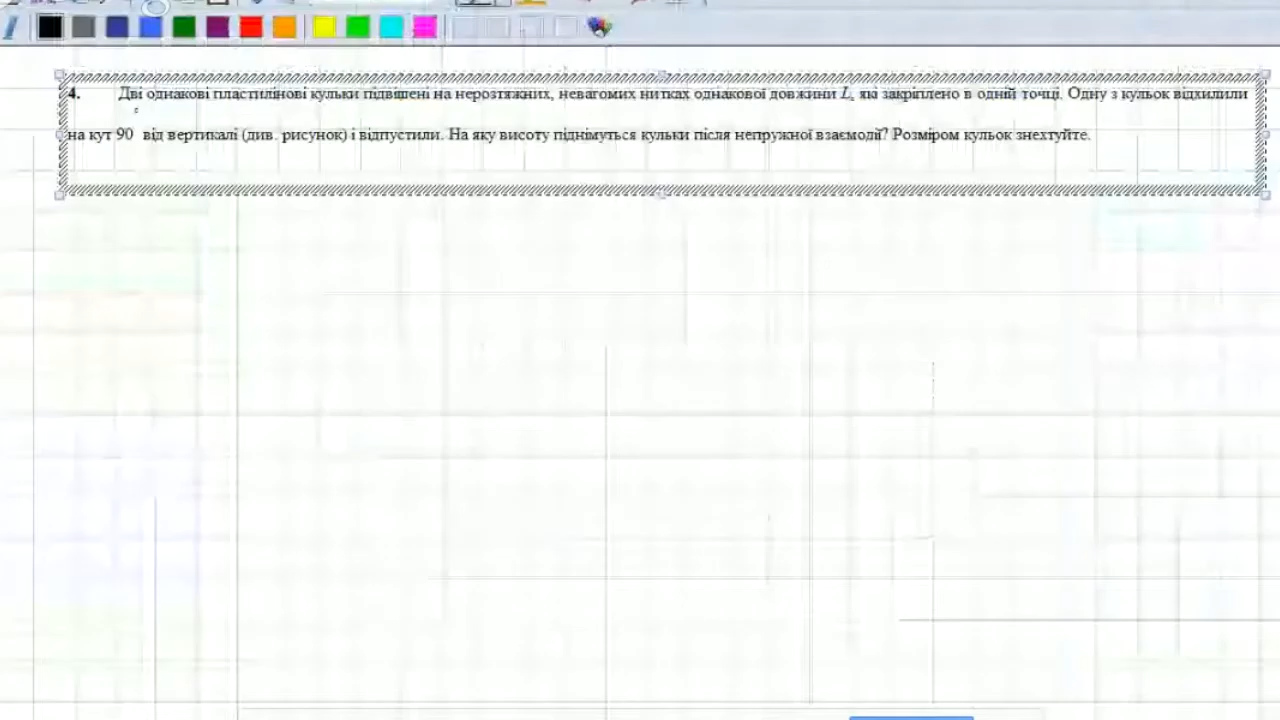 4. Дві однакові пластилінові кульки підвішені на нерозтяжних, невагомих нитках однакової довжини L, які закріплено в одній точці. Одну з кульок відхилили
на кут 90 від вертикалі (див. рисунок) і відпустили. На яку висоту піднімуться кульки після непружної взаємодії? Розміром кульок знехтуйте.